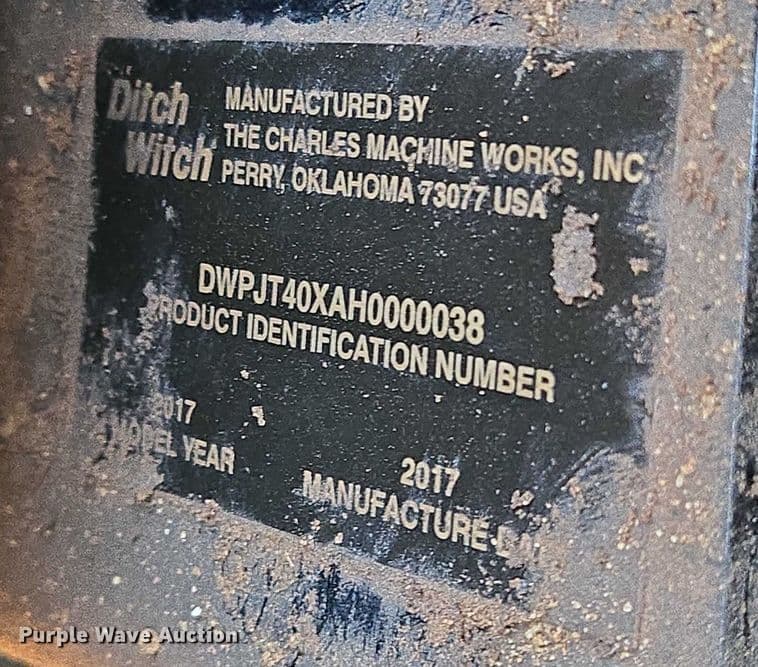 Ditch Witch
MANUFACTURED BY
THE CHARLES MACHINE WORKS, INC.
PERRY, OKLAHOMA 73077 USA
DWPJT40XAH0000038
PRODUCT IDENTIFICATION NUMBER
2017
MODEL YEAR
2017
MANUFACTURE
Purple Wave Auction